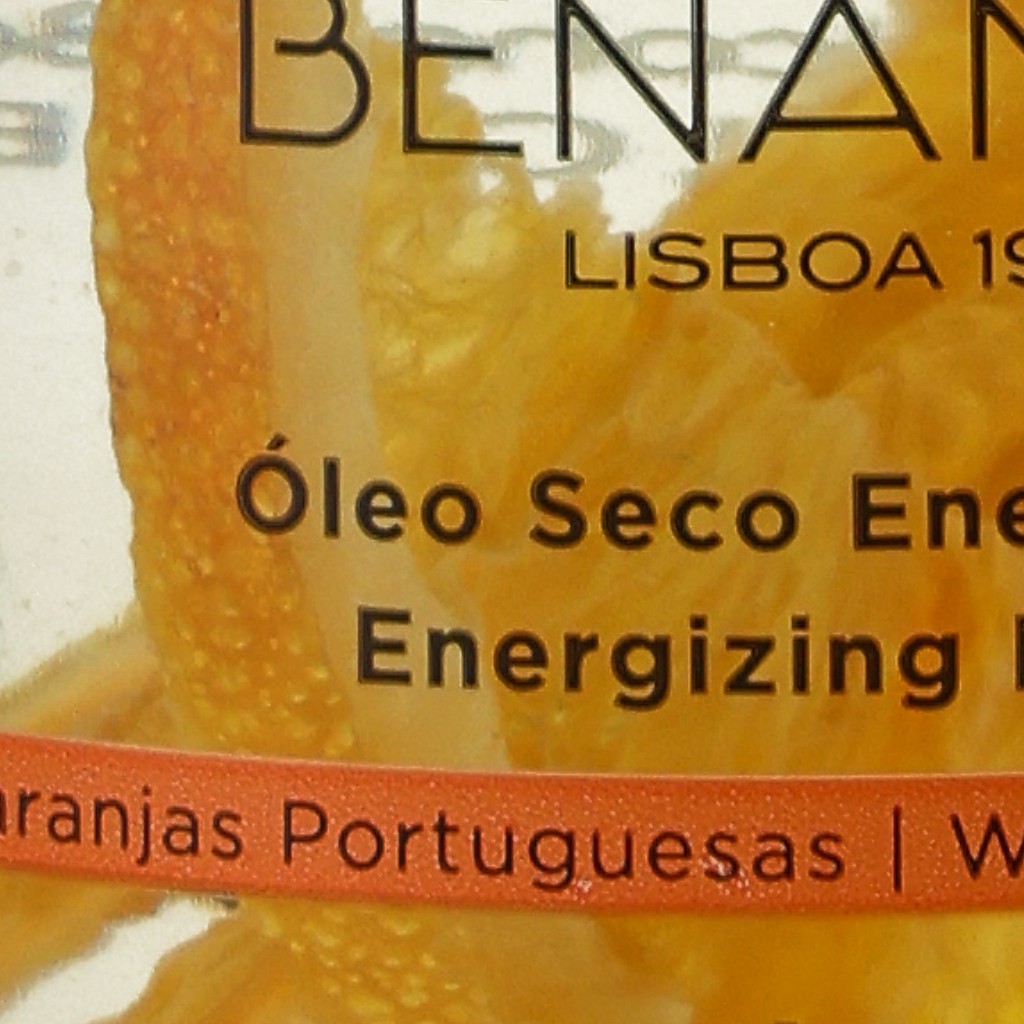 BENAM
LISBOA 19
Óleo Seco Ene
Energizing
aranjas Portuguesas | W